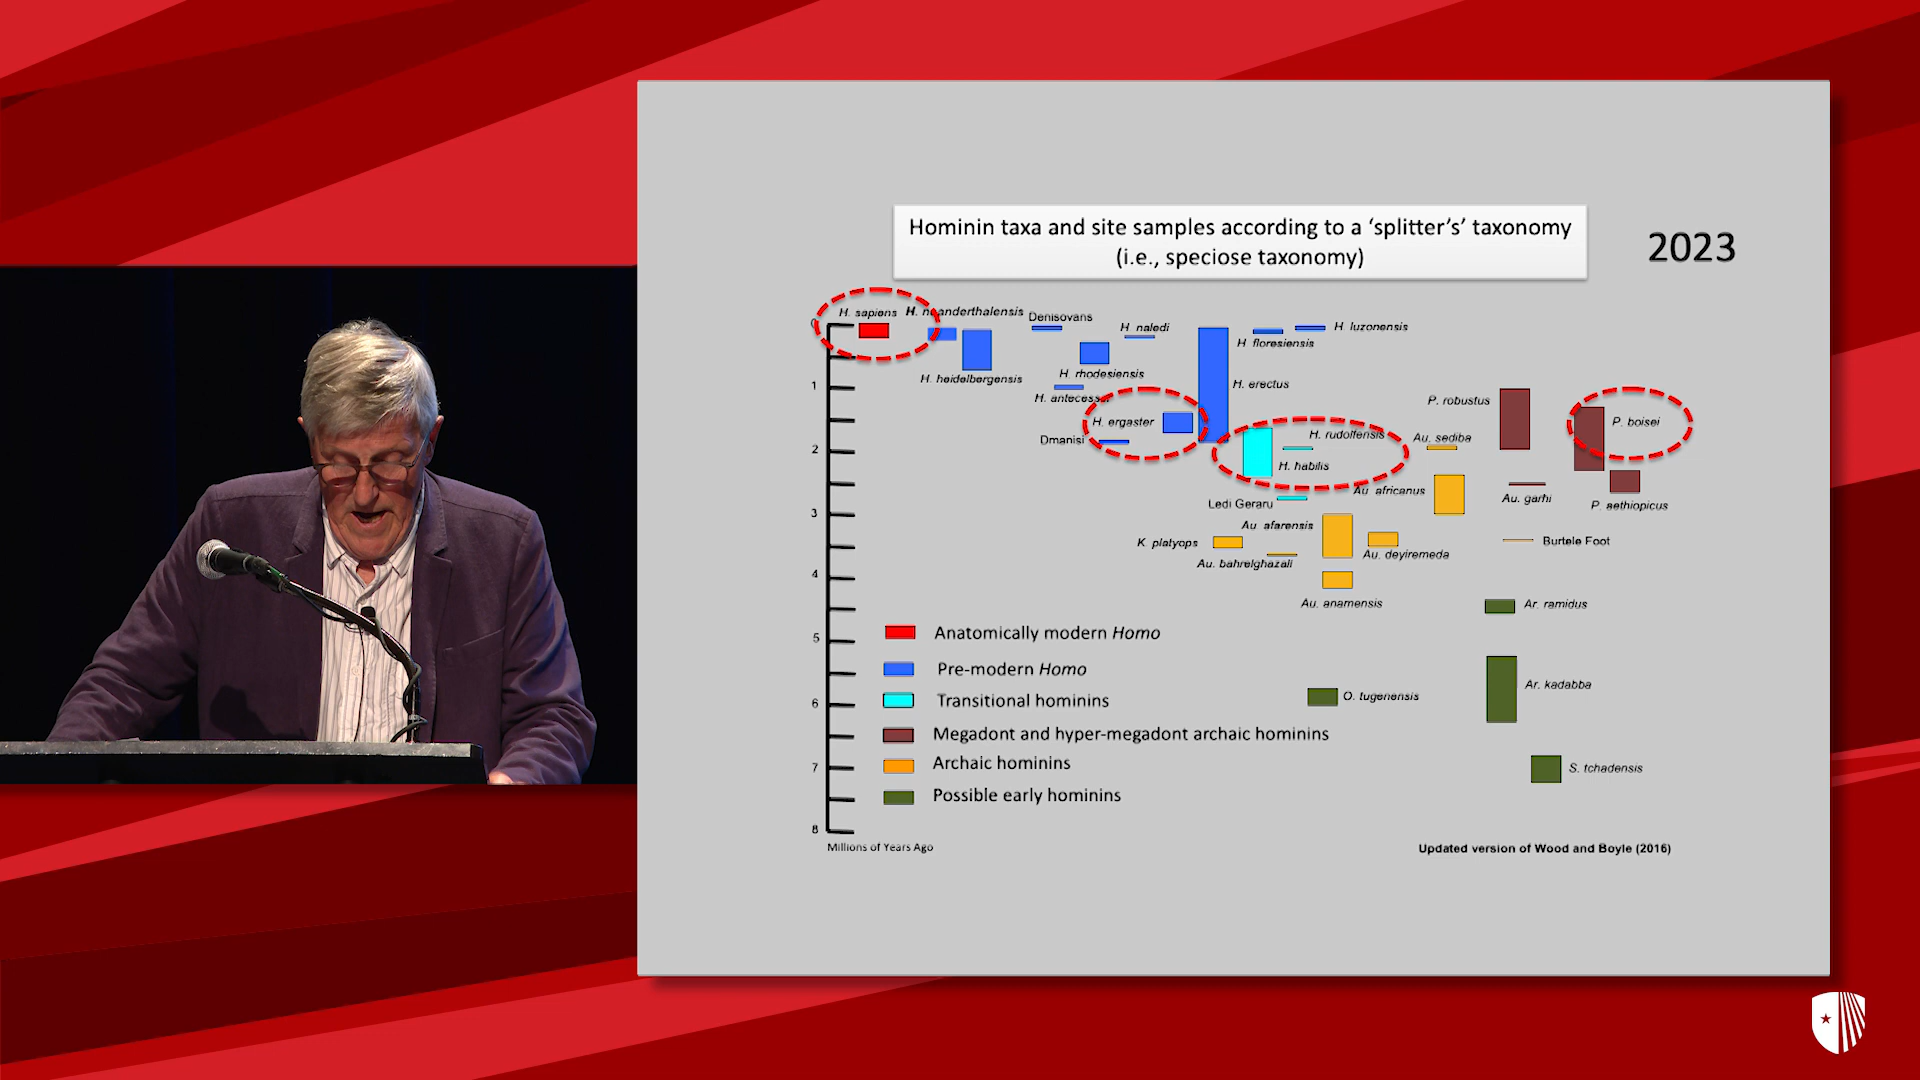 Hominin taxa and site samples according to a ‘splitter’s’ taxonomy
(i.e., speciose taxonomy)
2023
H. sapiens
H. neanderthalensis
Denisovans
H. naledi
H. luzonensis
H. floresiensis
H. heidelbergensis
H. rhodesiensis
H. erectus
H. antecessor
P. robustus
H. ergaster
P. boisei
Dmanisi
H. rudolfensis
Au. sediba
H. habilis
Au. africanus
Au. garhi
Ledi Geraru
P. aethiopicus
Au. afarensis
K. platyops
Burtele Foot
Au. deyiremeda
Au. bahrelghazali
Au. anamensis
Ar. ramidus
Ar. kadabba
O. tugenensis
S. tchadensis
0
1
2
3
4
5
6
7
8
Millions of Years Ago
Anatomically modern Homo
Pre-modern Homo
Transitional hominins
Megadont and hyper-megadont archaic hominins
Archaic hominins
Possible early hominins
Updated version of Wood and Boyle (2016)